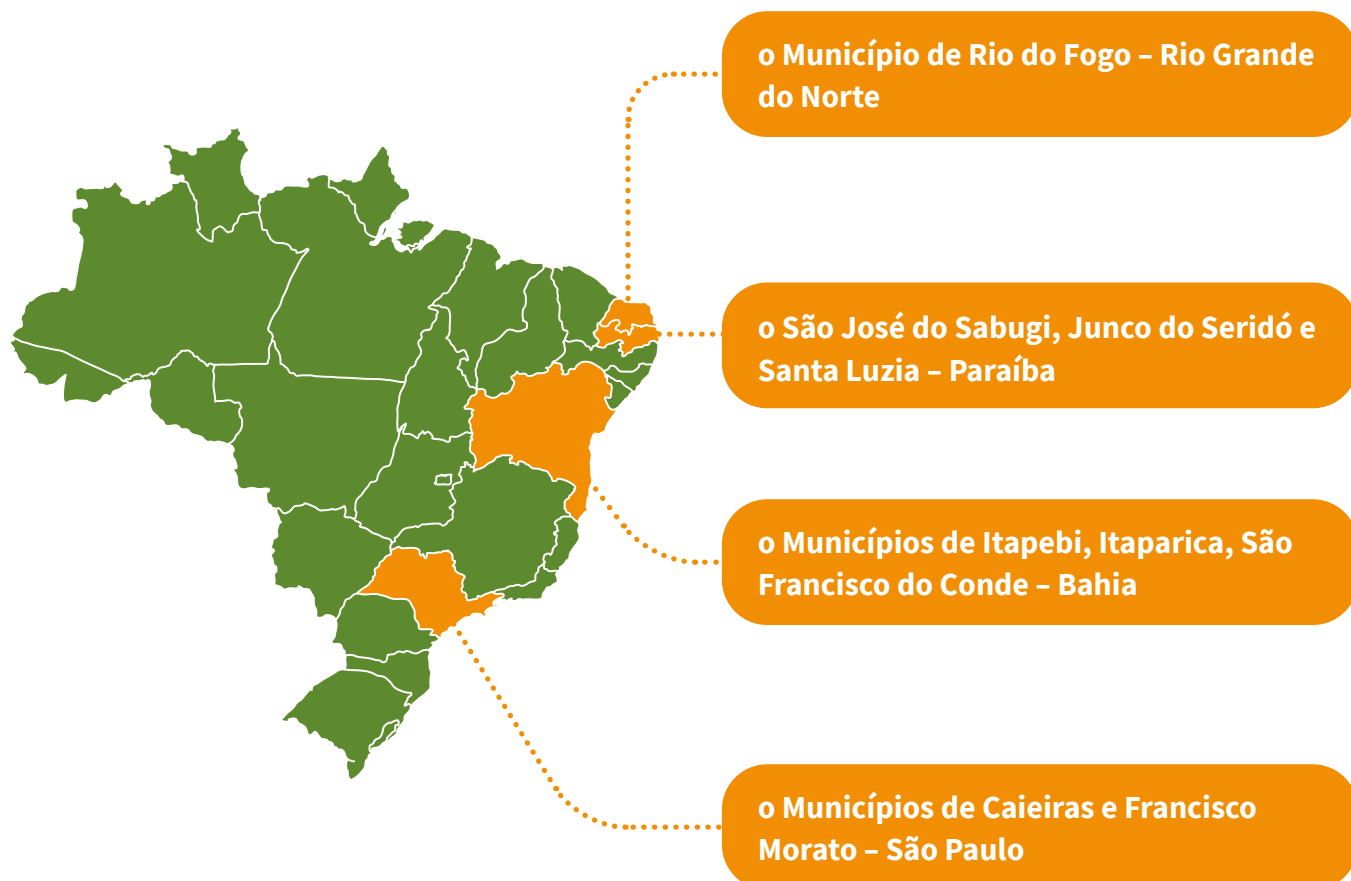 o Município de Rio do Fogo – Rio Grande
do Norte
o São José do Sabugi, Junco do Seridó e
Santa Luzia – Paraíba
o Municípios de Itapebi, Itaparica, São
Francisco do Conde – Bahia
o Municípios de Caieiras e Francisco
Morato – São Paulo